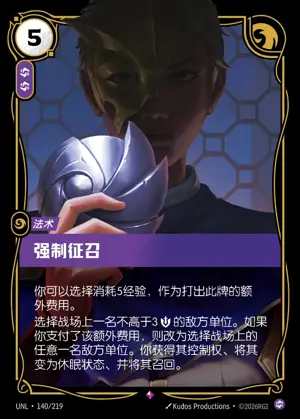 5
法术
强制征召
你可以选择消耗5经验，作为打出此牌的额
外费用。
选择战场上一名不高于3的敌方单位。如果
你支付了该额外费用，则改为选择战场上的
任意一名敌方单位。你获得其控制权、将其
变为休眠状态、并将其召回。
UNL • 140/219
Kudos Productions • ©2026RGI